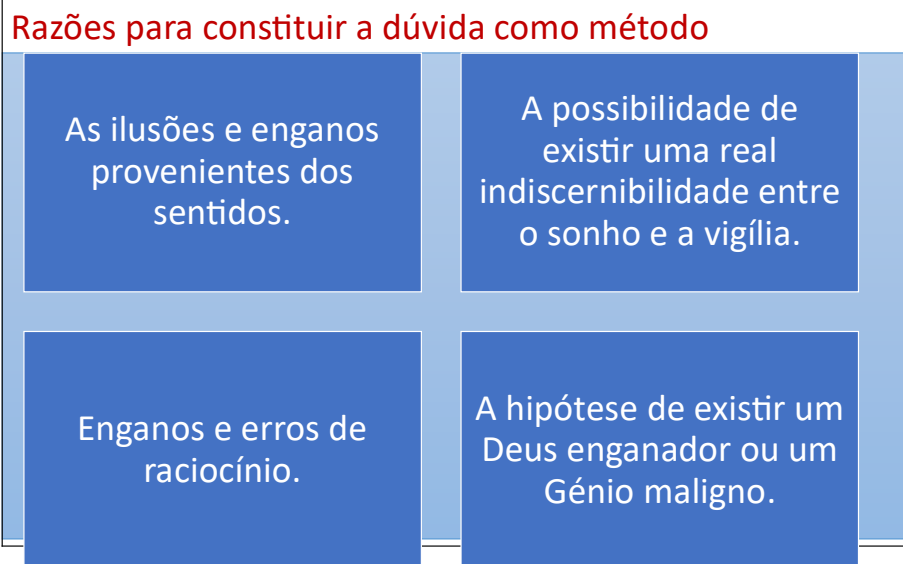 Razões para constituir a dúvida como método
As ilusões e enganos
provenientes dos
sentidos.
A possibilidade de
existir uma real
indiscernibilidade entre
o sonho e a vigília.
Enganos e erros de
raciocínio.
A hipótese de existir um
Deus enganador ou um
Génio maligno.